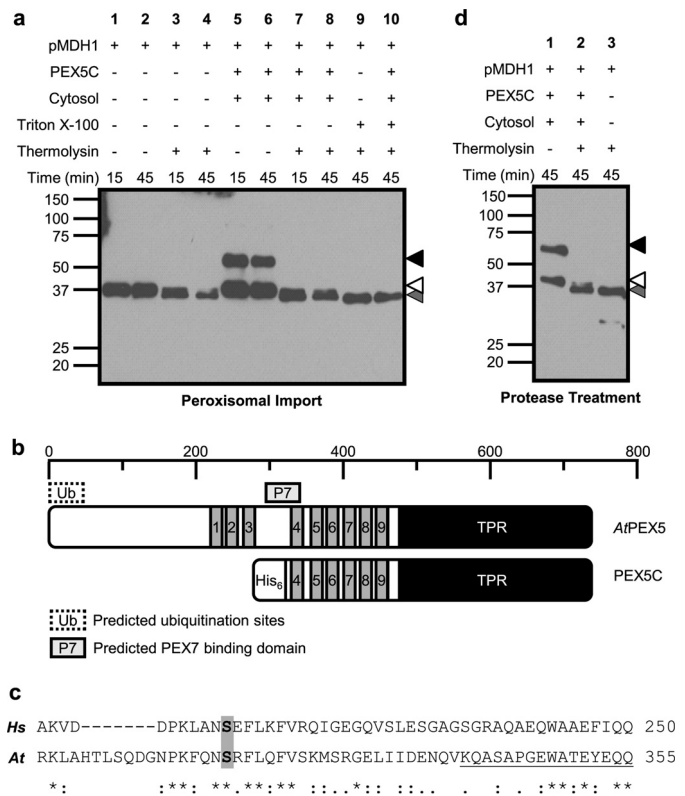 a
1 2 3 4 5 6 7 8 9 10
pMDH1 + + + + + + + + + +
PEX5C - - - - + + + + - +
Cytosol - - - - + + + + - +
Triton X-100 - - - - - - - - + +
Thermolysin - - + + - - + + + +
Time (min) 15 45 15 45 15 45 15 45 45 45
150
100
75
50
37
25
20
Peroxisomal Import
d
1 2 3
pMDH1 + + +
PEX5C + + -
Cytosol + + -
Thermolysin - + +
Time (min) 45 45 45
150
100
75
50
37
25
20
Protease Treatment
b
0 200 400 600 800
Ub P7
1 2 3 4 5 6 7 8 9 TPR AtPEX5
His6 4 5 6 7 8 9 TPR PEX5C
Ub Predicted ubiquitination sites
P7 Predicted PEX7 binding domain
c
Hs AKVD-------DPKLANSEFLKFVRQIGEGQVSLESGAGSGRAQAEQWAAEFIQQ 250
At RKLAHTLSQDGNPKFQNSRFLQFVSKMSRGELIIDENQVKQASAPGEWATEYEQQ 355